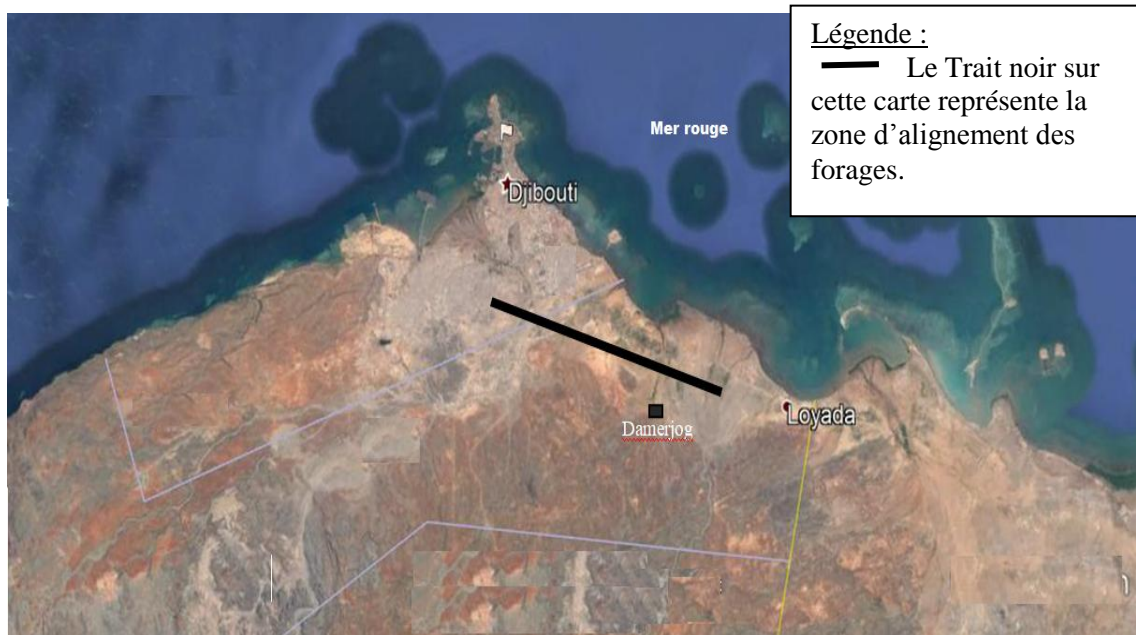 Légende :
Le Trait noir sur
cette carte représente la
zone d'alignement des
forages.
Mer rouge
Djibouti
Loyada
Damerjog